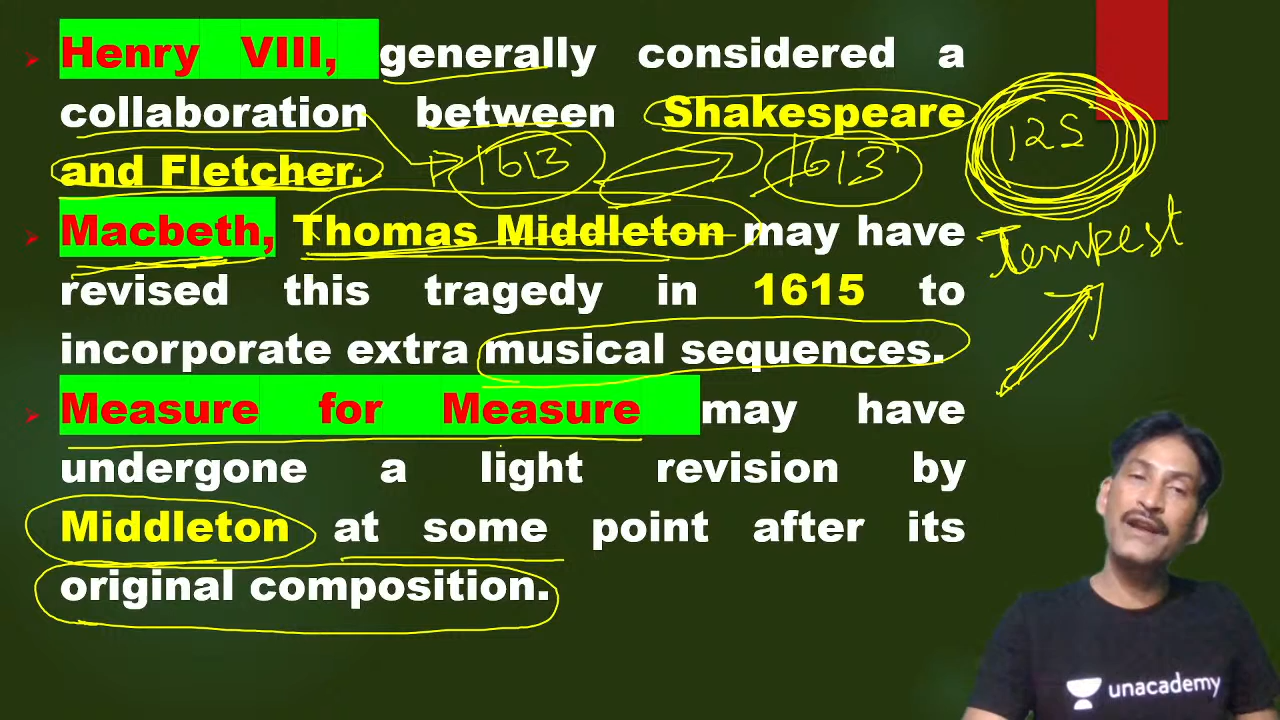 Henry VIII, generally considered a
collaboration between Shakespeare
and Fletcher.
1613
1613
125
Macbeth, Thomas Middleton may have
Tempest
revised this tragedy in 1615 to
incorporate extra musical sequences.
Measure for Measure may have
undergone a light revision by
Middleton at some point after its
original composition.
unacademy